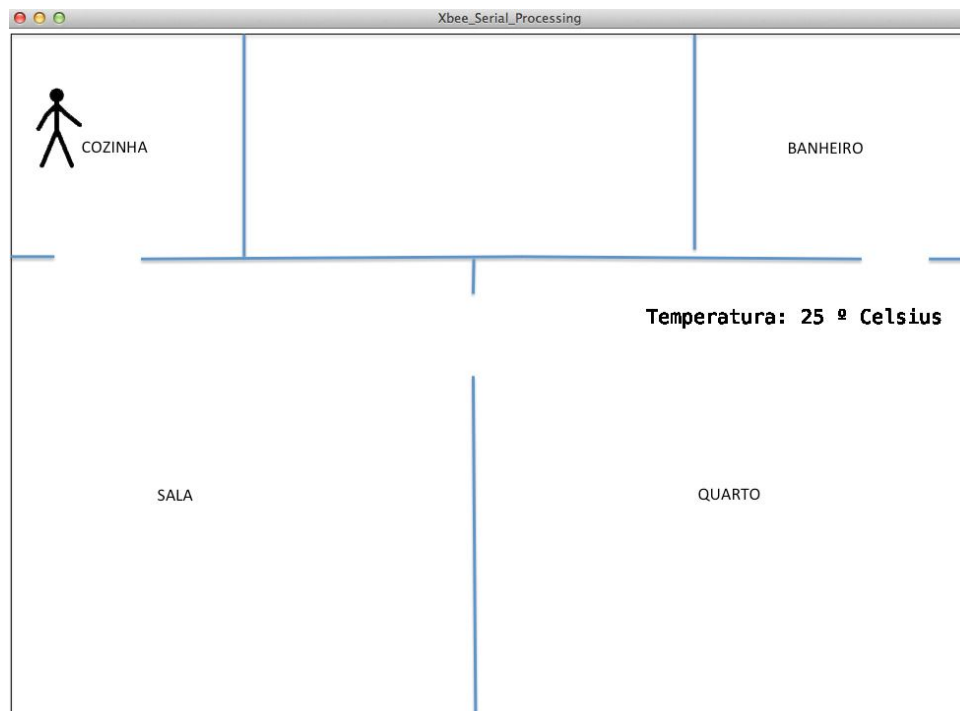 Xbee_Serial_Processing
COZINHA
BANHEIRO
Temperatura: 25 º Celsius
SALA
QUARTO